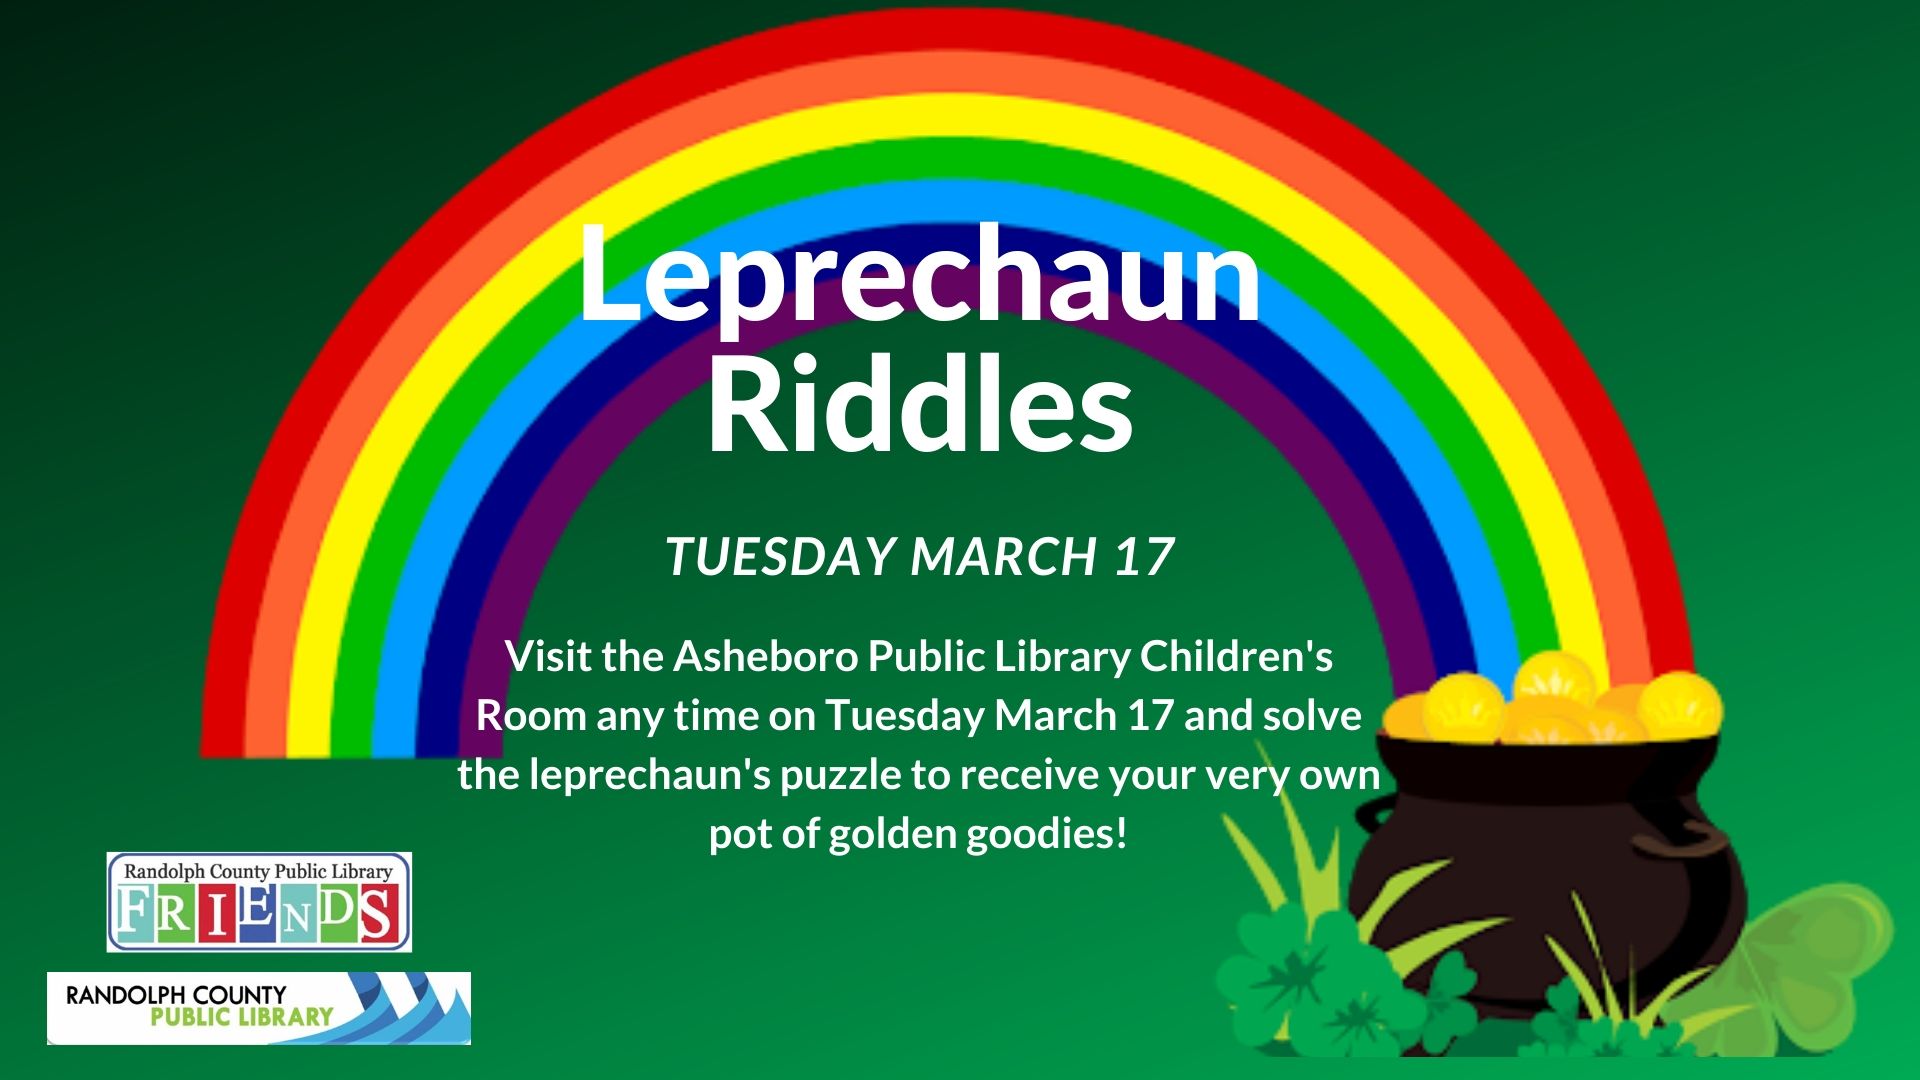 Leprechaun
Riddles
TUESDAY MARCH 17
Visit the Asheboro Public Library Children's
Room any time on Tuesday March 17 and solve
the leprechaun's puzzle to receive your very own
pot of golden goodies!
Randolph County Public Library
FRIENDS
RANDOLPH COUNTY
PUBLIC LIBRARY